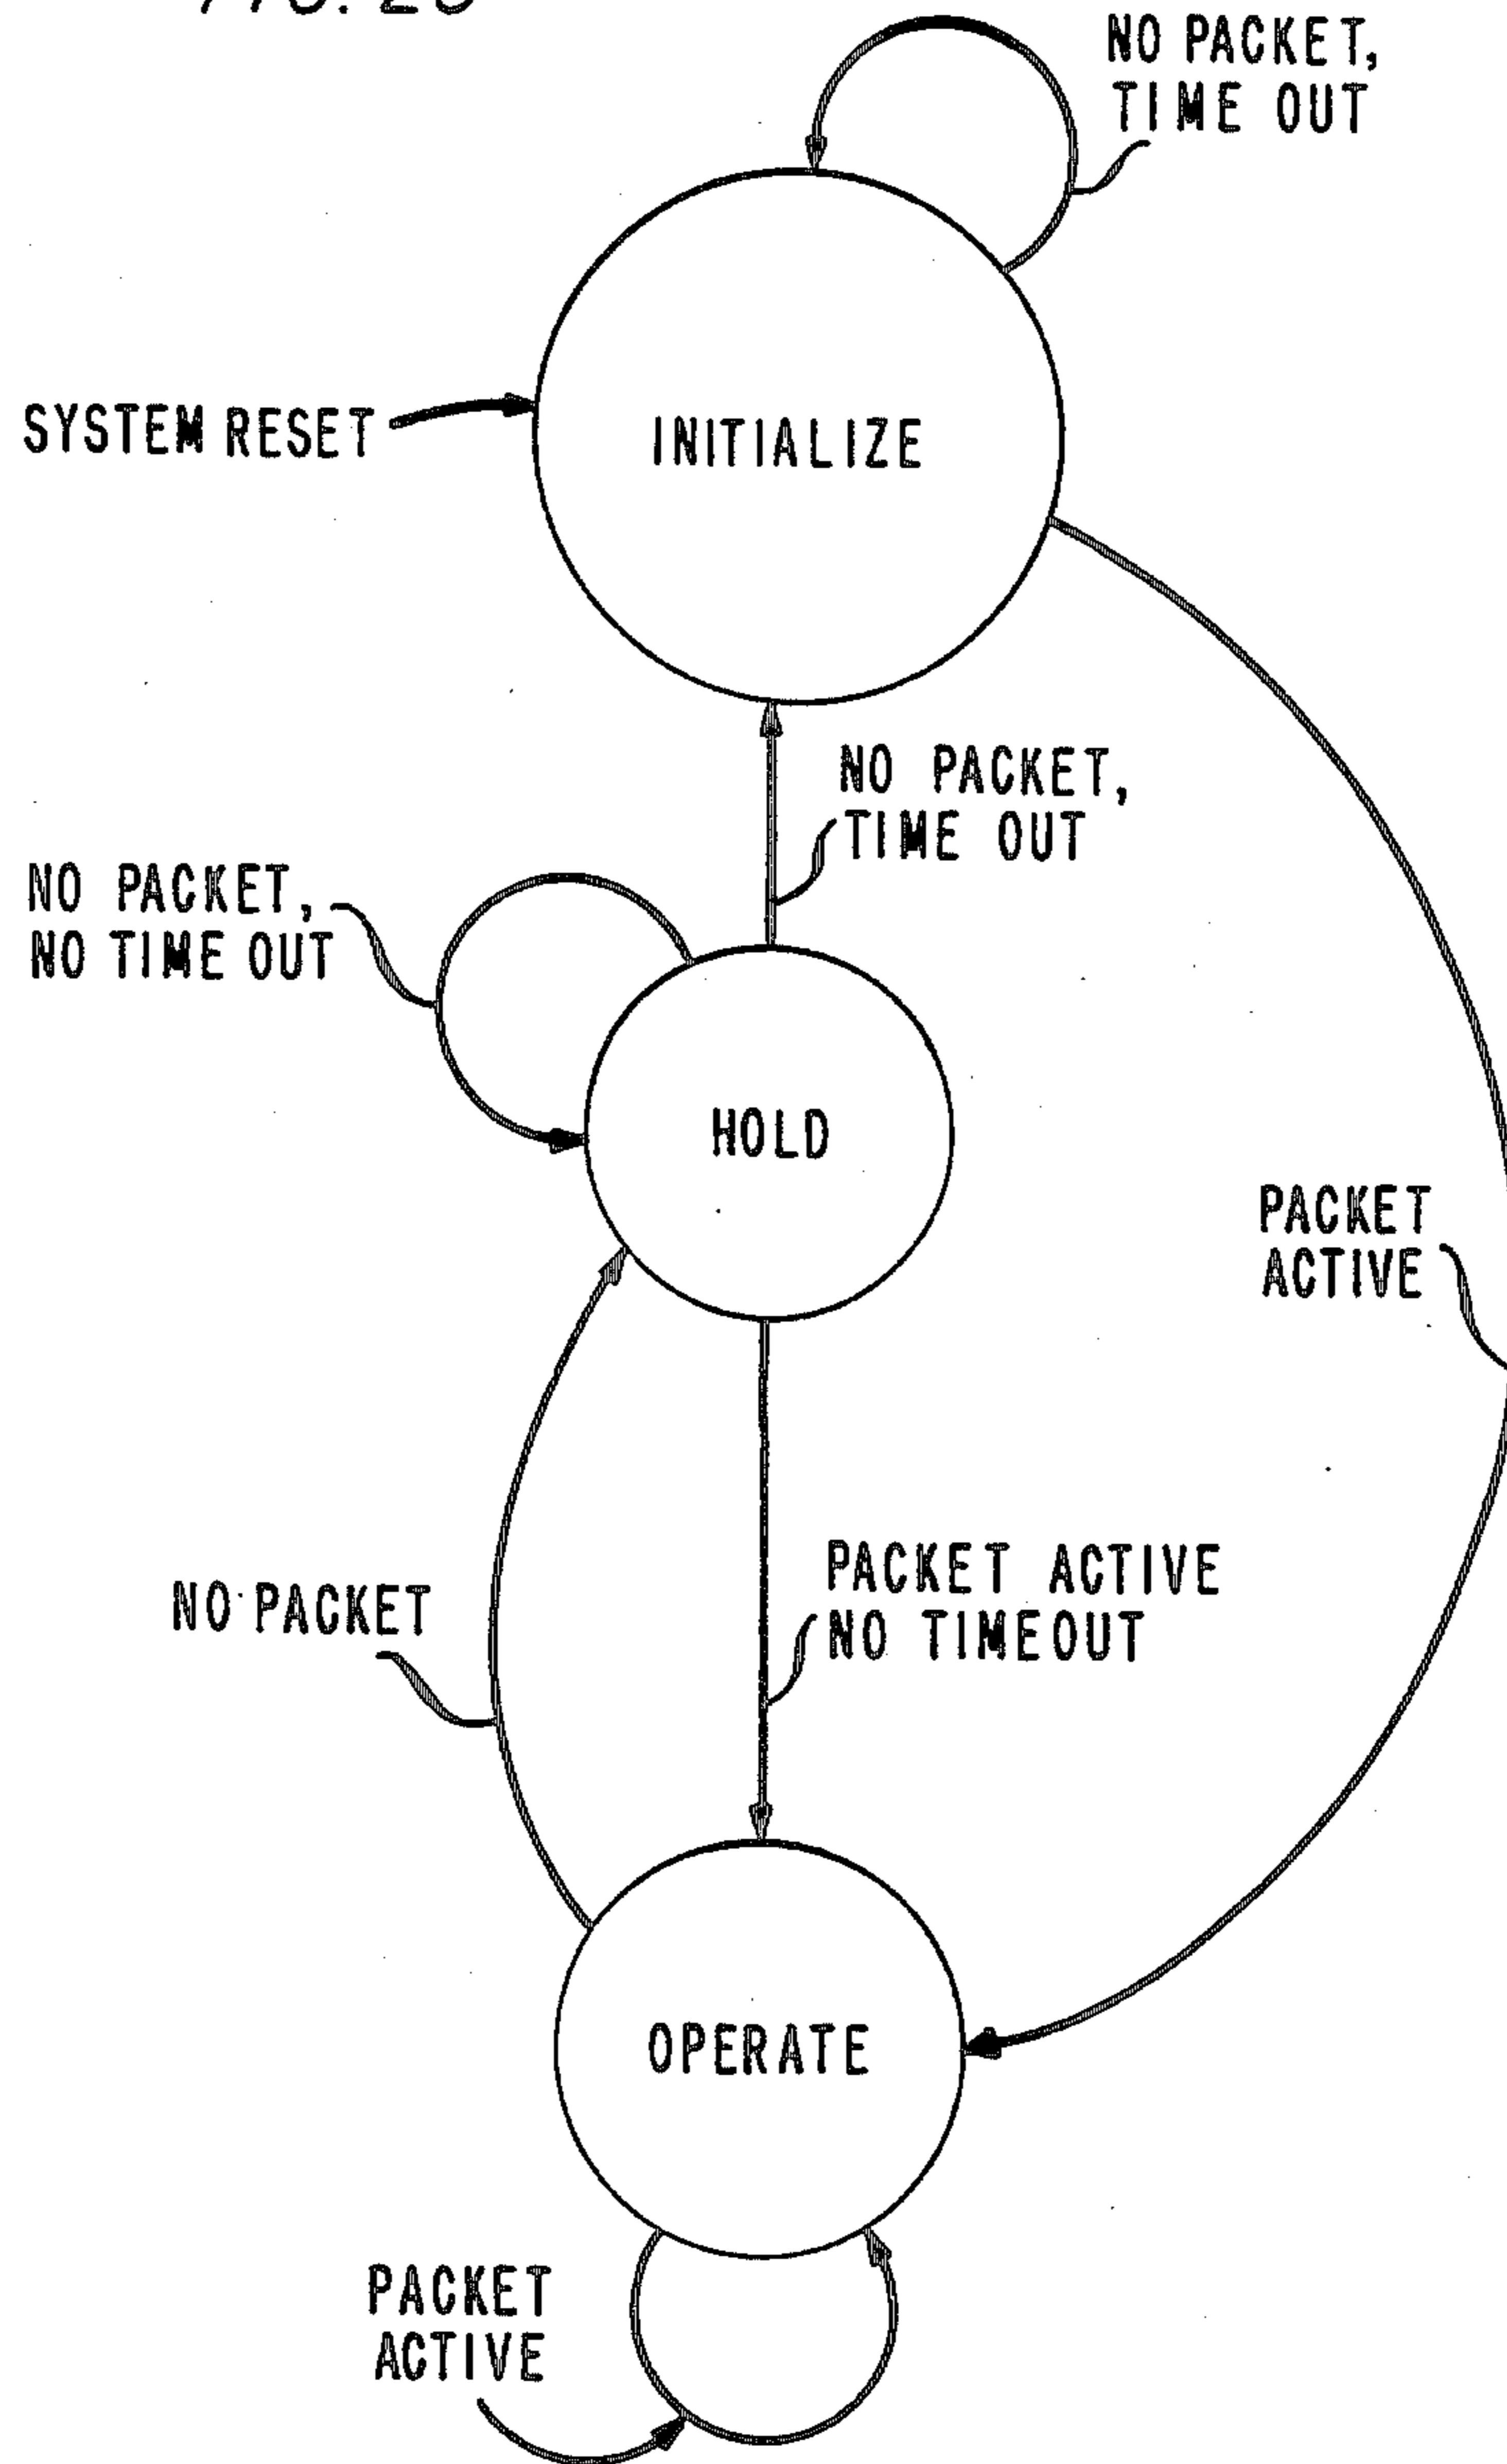 NO PACKET,
TIME OUT
SYSTEM RESET
INITIALIZE
NO PACKET,
TIME OUT
NO PACKET,
NO TIME OUT
HOLD
PACKET
ACTIVE
PACKET ACTIVE
NO TIMEOUT
NO PACKET
OPERATE
PACKET
ACTIVE